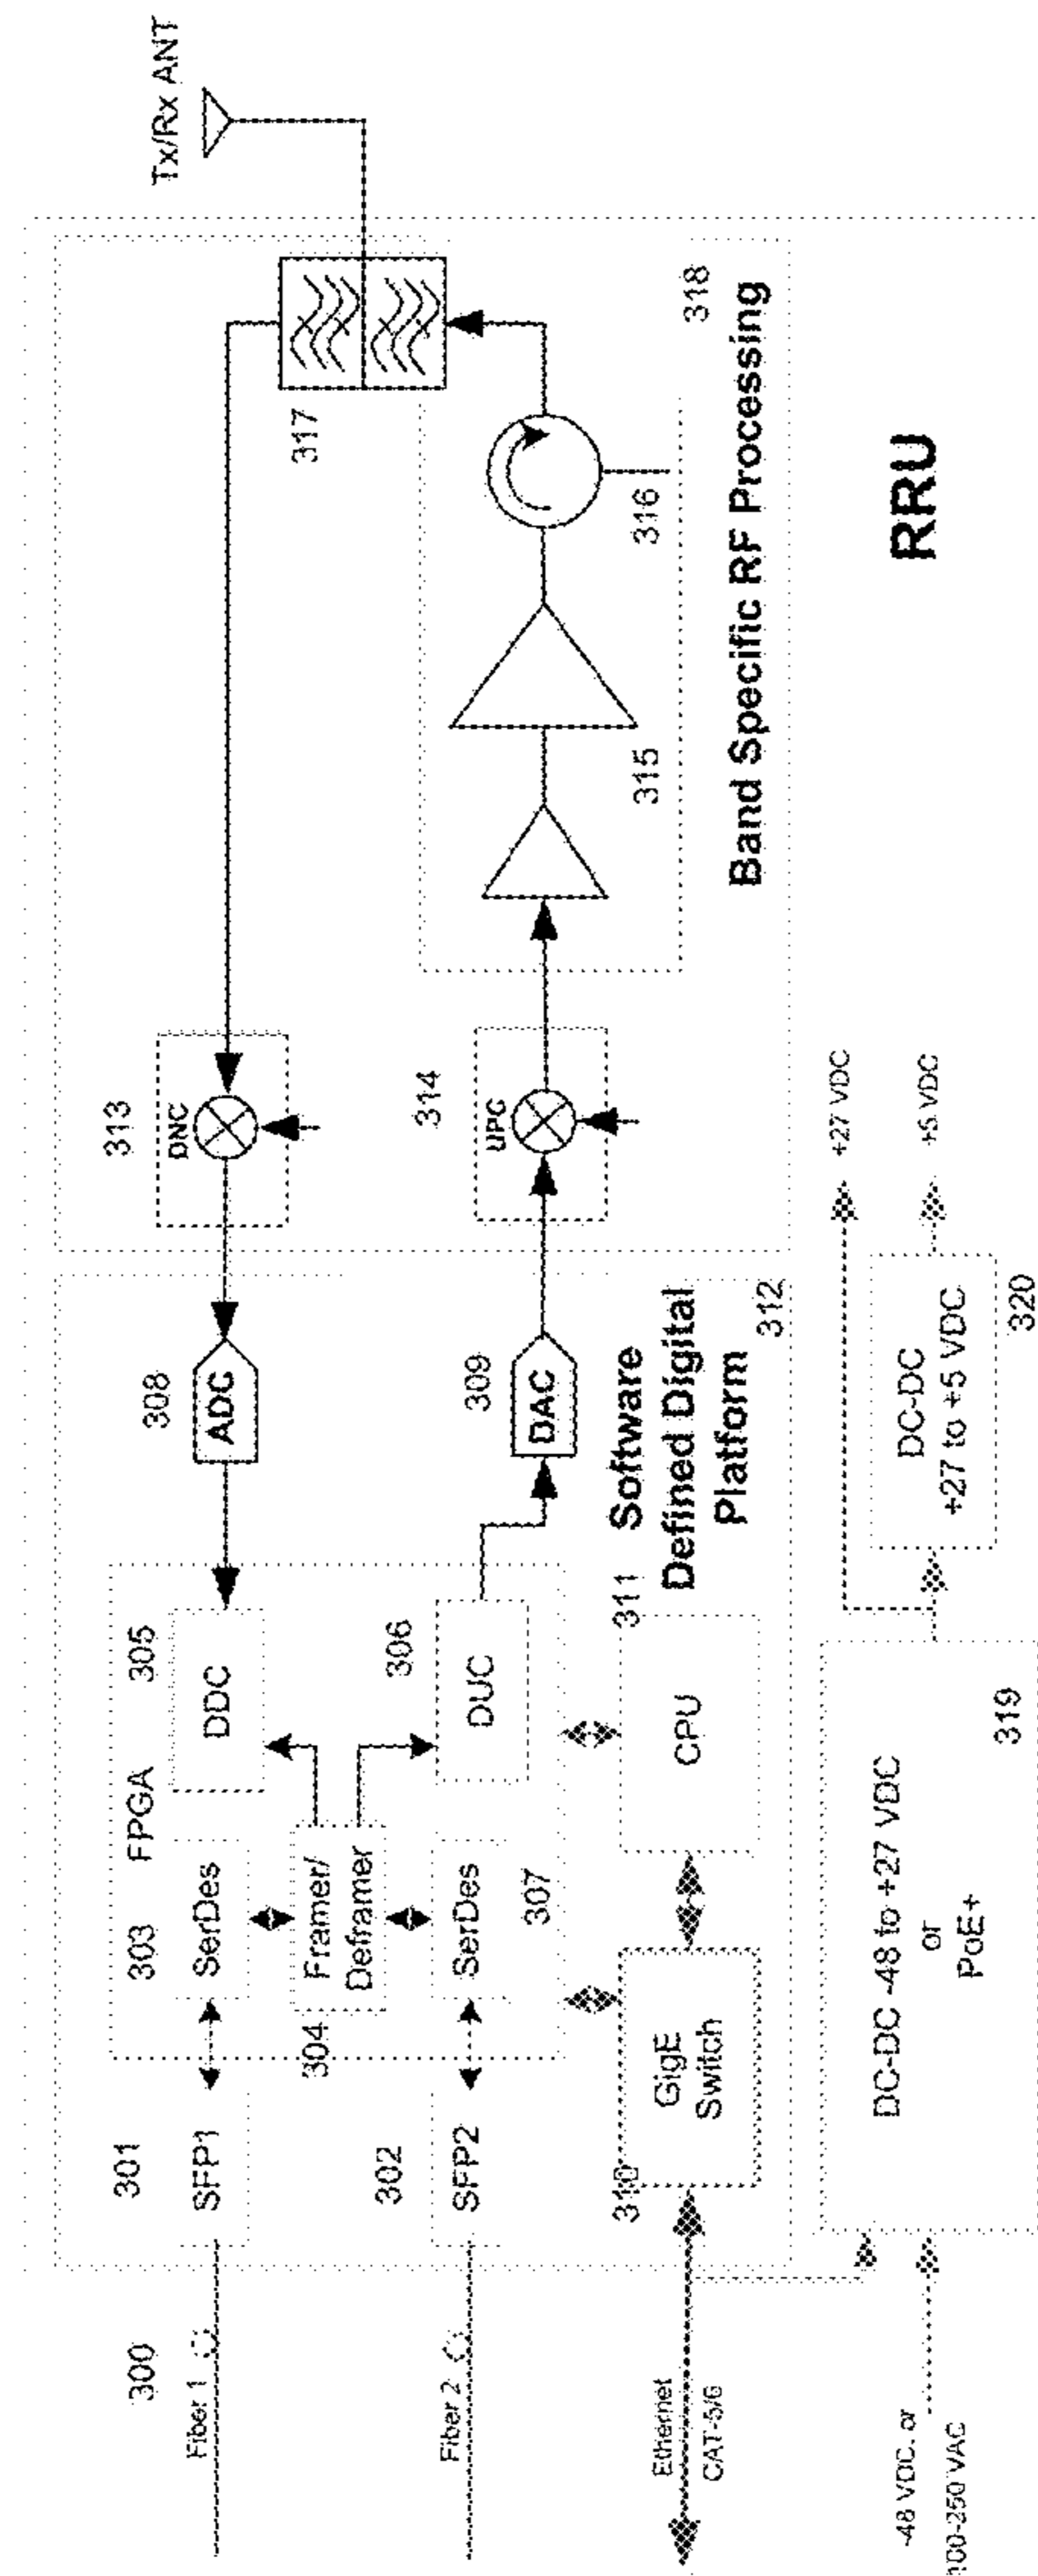 300
Fiber 1
Fiber 2
Ethernet
CAT-5/6
-48 VDC. or
301
SFP1
302
SFP2
303
FPGA
SerDes
304
Framer/
Deframer
SerDes
307
305
DDC
306
DUC
310
GigE
Switch
311
CPU
308
ADC
309
DAC
Software
Defined Digital
Platform
312
313
DNC
314
UPC
315
316
317
318
Band Specific RF Processing
Tx/Rx ANT
RRU
DC-DC -48 to +27 VDC
or
PoE+
319
DC-DC
+27 to +5 VDC
320
+27 VDC
+5 VDC